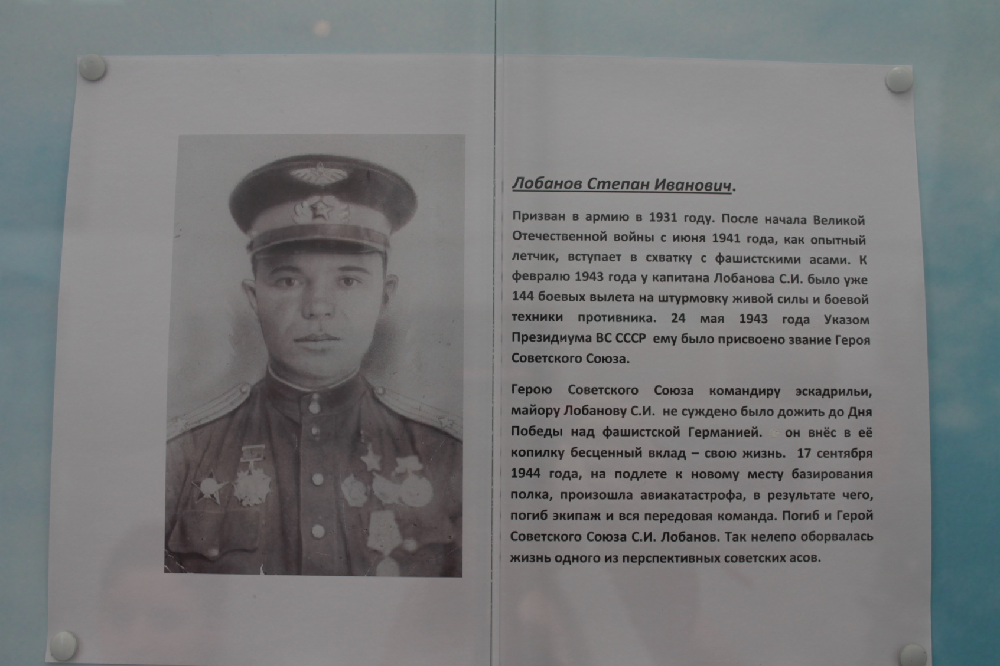 Лобанов Степан Иванович.
Призван в армию в 1931 году. После начала Великой
Отечественной войны с июня 1941 года, как опытный
летчик, вступает в схватку с фашистскими асами. К
февралю 1943 года у капитана Лобанова С.И. было уже
144 боевых вылета на штурмовку живой силы и боевой
техники противника. 24 мая 1943 года Указом
Президиума ВС СССР ему было присвоено звание Героя
Советского Союза.
Герою Советского Союза командиру эскадрильи,
майору Лобанову С.И. не суждено было дожить до Дня
Победы над фашистской Германией. он внёс в её
копилку бесценный вклад – свою жизнь. 17 сентября
1944 года, на подлете к новому месту базирования
полка, произошла авиакатастрофа, в результате чего,
погиб экипаж и вся передовая команда. Погиб и Герой
Советского Союза С.И. Лобанов. Так нелепо оборвалась
жизнь одного из перспективных советских асов.